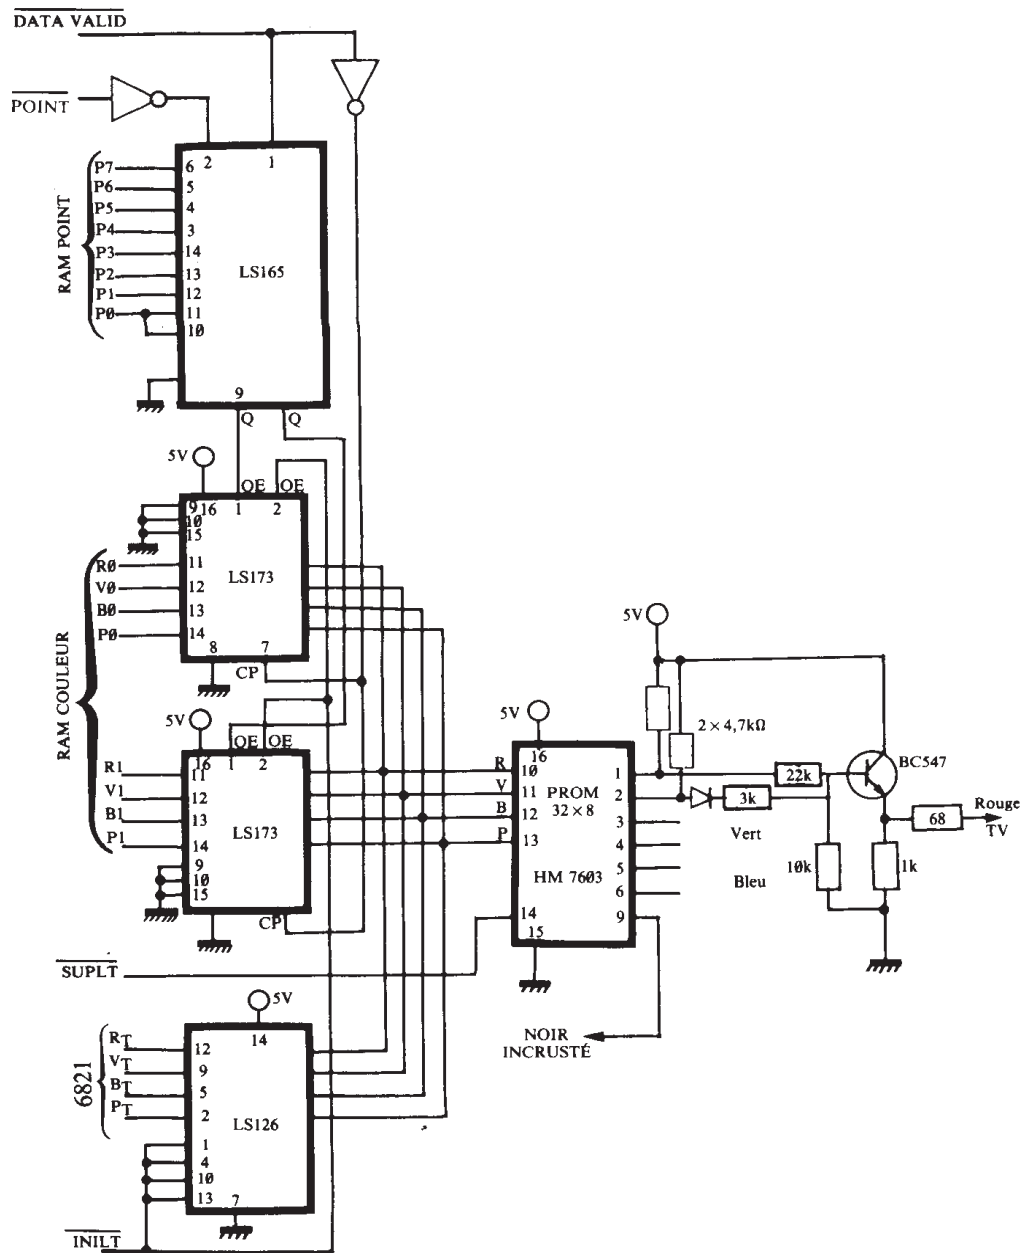 DATA VALID
POINT
RAM POINT
P7
P6
P5
P4
P3
P2
P1
PØ
6
5
4
3
14
13
12
11
10
2
1
LS165
9
Q
Q
5V
OE
OE
9
16
1
2
10
15
RAM COULEUR
RØ
VØ
BØ
PØ
11
12
13
14
LS173
8
7
CP
5V
OE
OE
16
1
2
R1
V1
B1
P1
11
12
13
14
9
10
15
LS173
CP
5V
16
R
V
B
P
10
11
12
13
14
15
PROM
32×8
HM 7603
1
2
3
4
5
6
9
5V
2×4,7kΩ
22k
3k
BC547
68
Rouge
TV
Vert
Bleu
10k
1k
SUPLT
NOIR
INCRUSTÉ
5V
14
6821
RT
VT
BT
PT
12
9
5
2
1
4
10
13
7
LS126
INILT